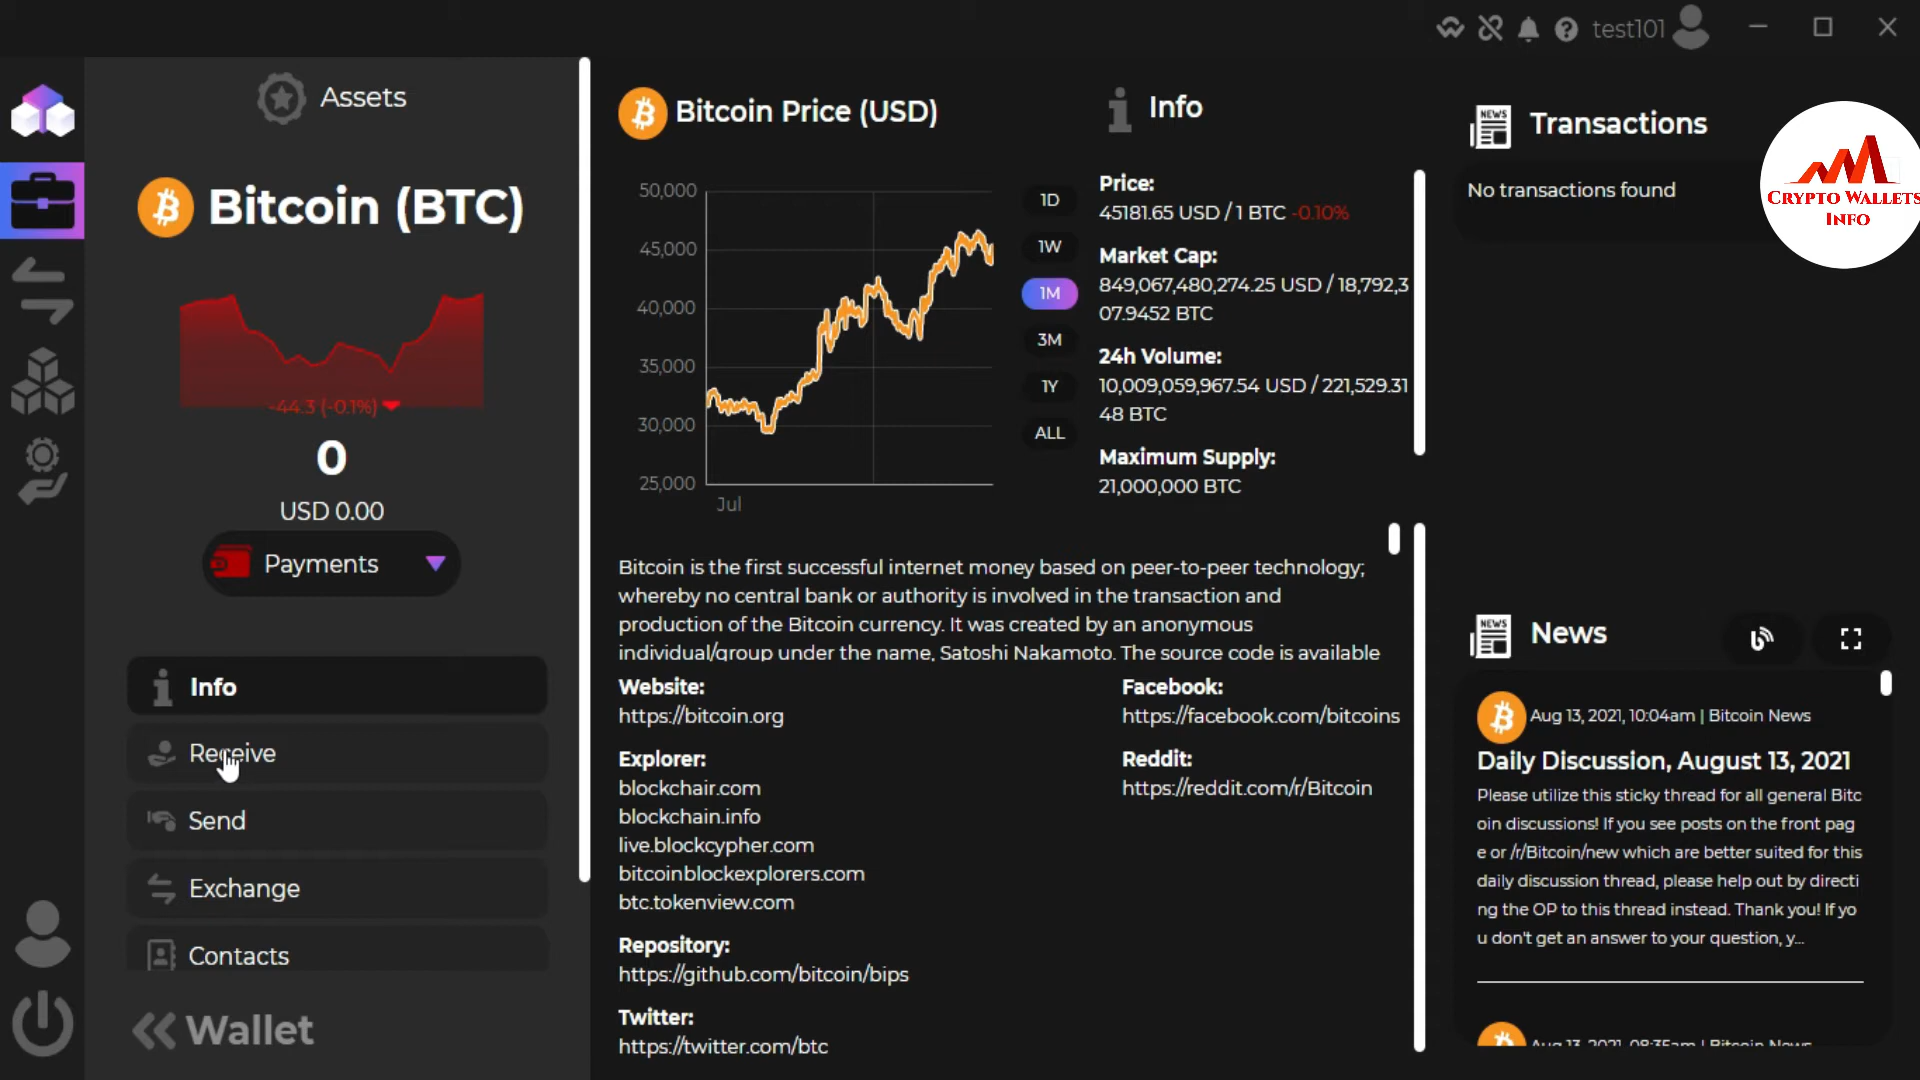 test101
Assets
Bitcoin (BTC)
-44.3 (-0.1%)
0
USD 0.00
Payments
Info
Receive
Send
Exchange
Contacts
Wallet
Bitcoin Price (USD)
50,000
45,000
40,000
35,000
30,000
25,000
Jul
1D
1W
1M
3M
1Y
ALL
Info
Price:
45181.65 USD / 1 BTC -0.10%
Market Cap:
849,067,480,274.25 USD / 18,792,3
07.9452 BTC
24h Volume:
10,009,059,967.54 USD / 221,529.31
48 BTC
Maximum Supply:
21,000,000 BTC
Bitcoin is the first successful internet money based on peer-to-peer technology;
whereby no central bank or authority is involved in the transaction and
production of the Bitcoin currency. It was created by an anonymous
individual/group under the name, Satoshi Nakamoto. The source code is available
Website:
https://bitcoin.org
Explorer:
blockchair.com
blockchain.info
live.blockcypher.com
bitcoinblockexplorers.com
btc.tokenview.com
Repository:
https://github.com/bitcoin/bips
Twitter:
https://twitter.com/btc
Facebook:
https://facebook.com/bitcoins
Reddit:
https://reddit.com/r/Bitcoin
NEWS
Transactions
No transactions found
CRYPTO WALLETS
INFO
NEWS
News
Aug 13, 2021, 10:04am | Bitcoin News
Daily Discussion, August 13, 2021
Please utilize this sticky thread for all general Bitc
oin discussions! If you see posts on the front pag
e or /r/Bitcoin/new which are better suited for this
daily discussion thread, please help out by directi
ng the OP to this thread instead. Thank you! If yo
u don't get an answer to your question, y...
Aug 13, 2021, 08:35am | Bitcoin News